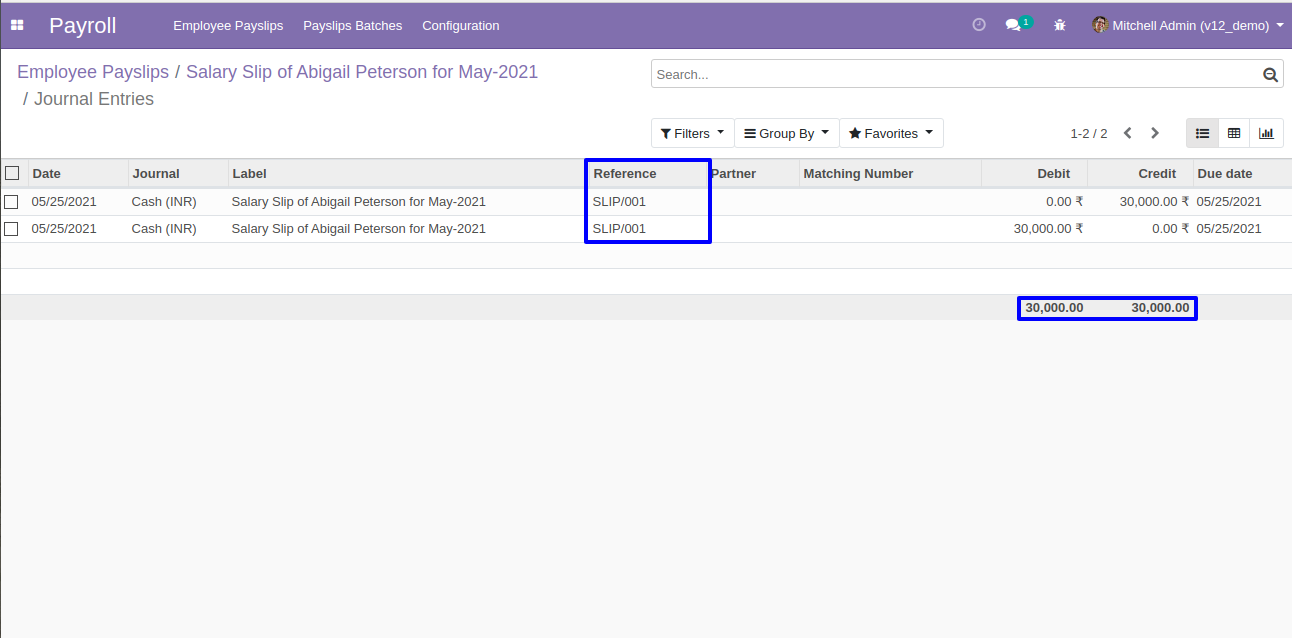 Payroll Employee Payslips Payslips Batches Configuration 1 Mitchell Admin (v12_demo)
Employee Payslips / Salary Slip of Abigail Peterson for May-2021
/ Journal Entries
Search...
Filters Group By Favorites 1-2 / 2
Date Journal Label Reference Partner Matching Number Debit Credit Due date
05/25/2021 Cash (INR) Salary Slip of Abigail Peterson for May-2021 SLIP/001 0.00 ₹ 30,000.00 ₹ 05/25/2021
05/25/2021 Cash (INR) Salary Slip of Abigail Peterson for May-2021 SLIP/001 30,000.00 ₹ 0.00 ₹ 05/25/2021
30,000.00 30,000.00